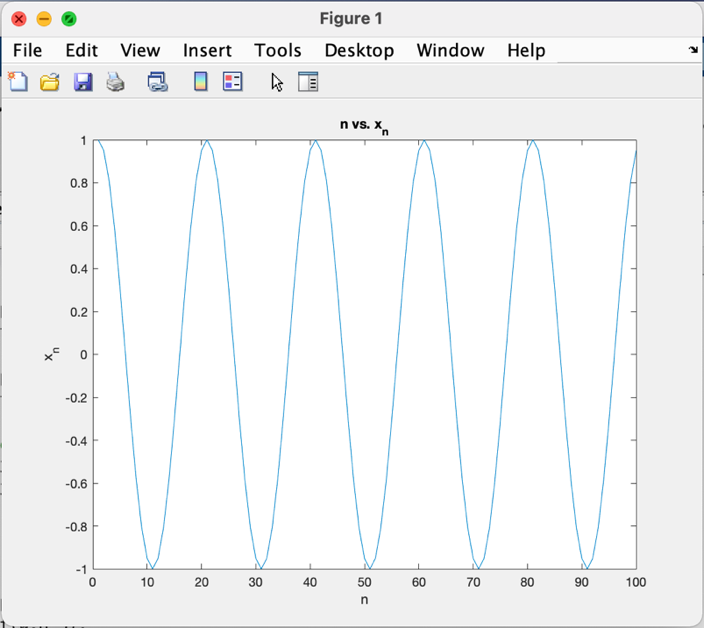 Figure 1
File Edit View Insert Tools Desktop Window Help
n vs. xₙ
1
0.8
0.6
0.4
0.2
0
-0.2
-0.4
-0.6
-0.8
-1
xₙ
0 10 20 30 40 50 60 70 80 90 100
n